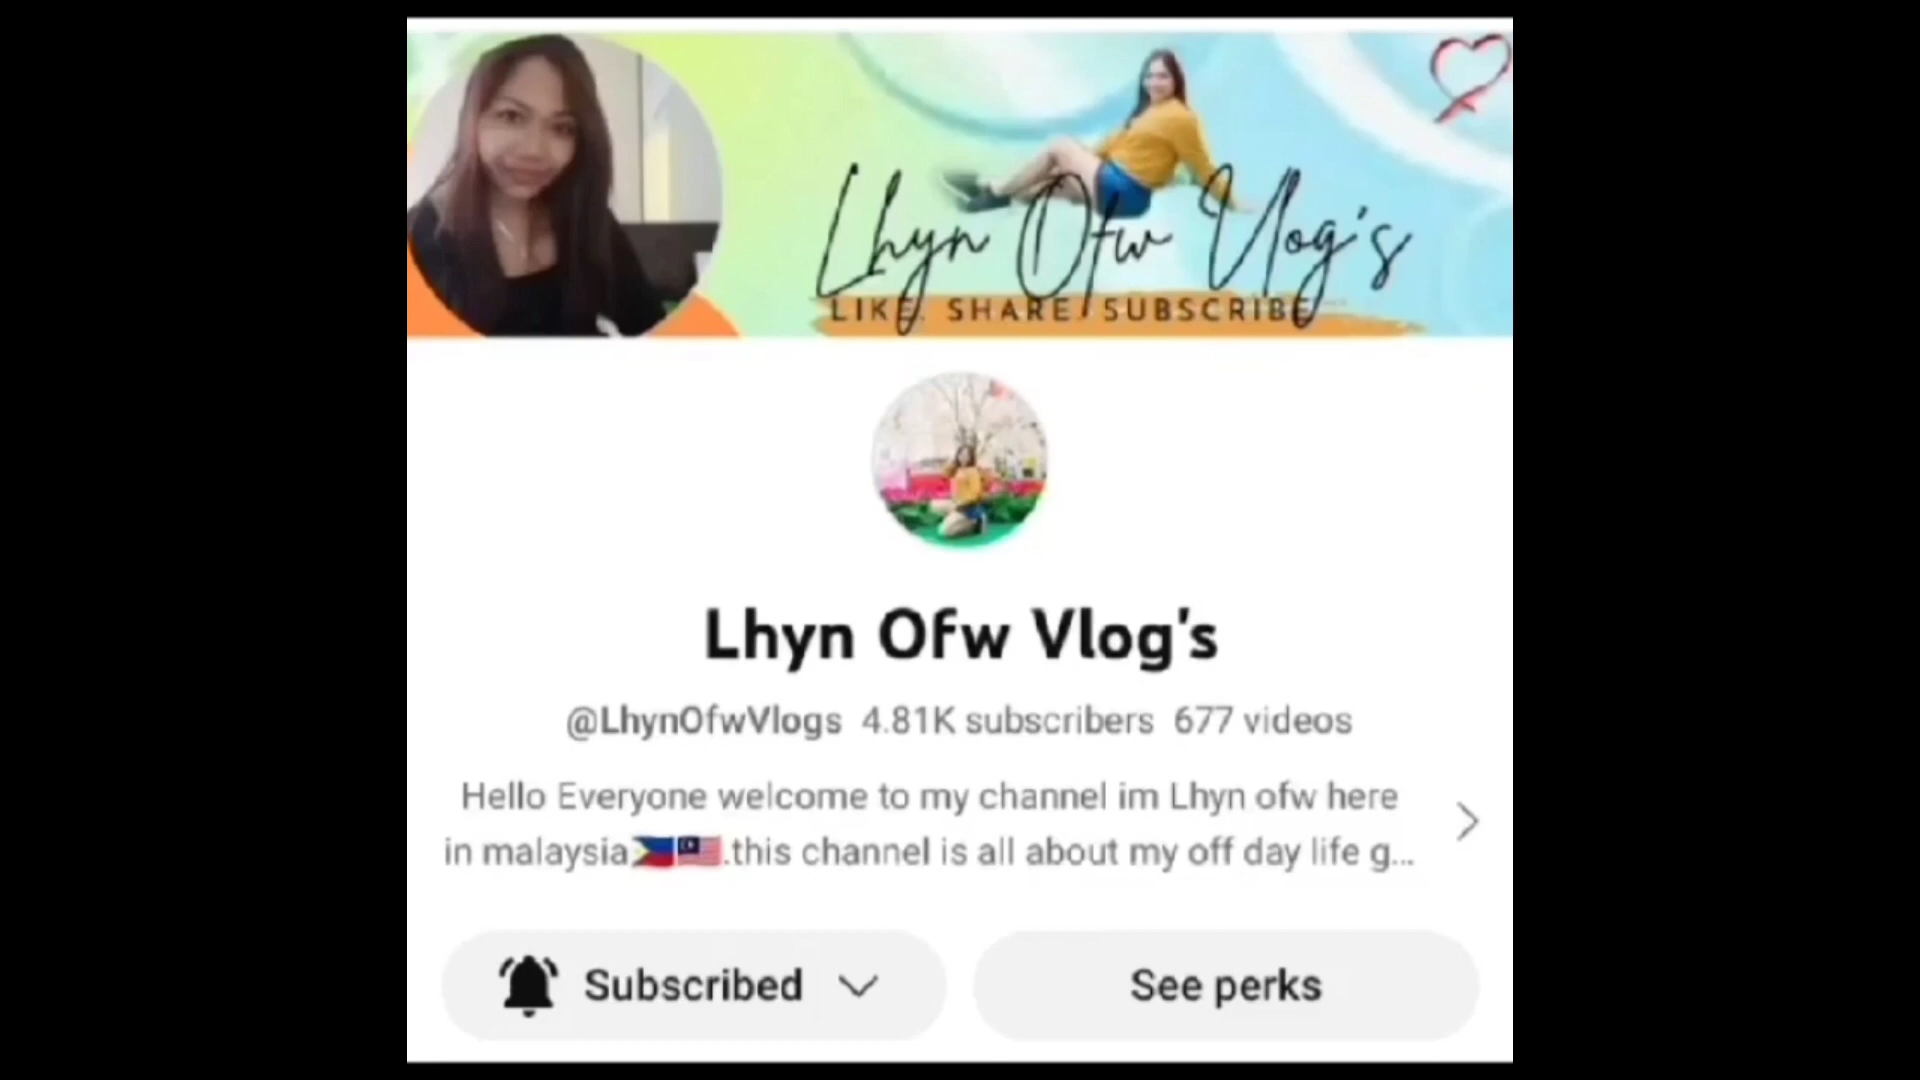 Lhyn Ofw Vlog's
LIKE. SHARE. SUBSCRIBE
Lhyn Ofw Vlog's
@LhynOfwVlogs 4.81K subscribers 677 videos
Hello Everyone welcome to my channel im Lhyn ofw here
in malaysia🇵🇭🇲🇾.this channel is all about my off day life g...
Subscribed
See perks